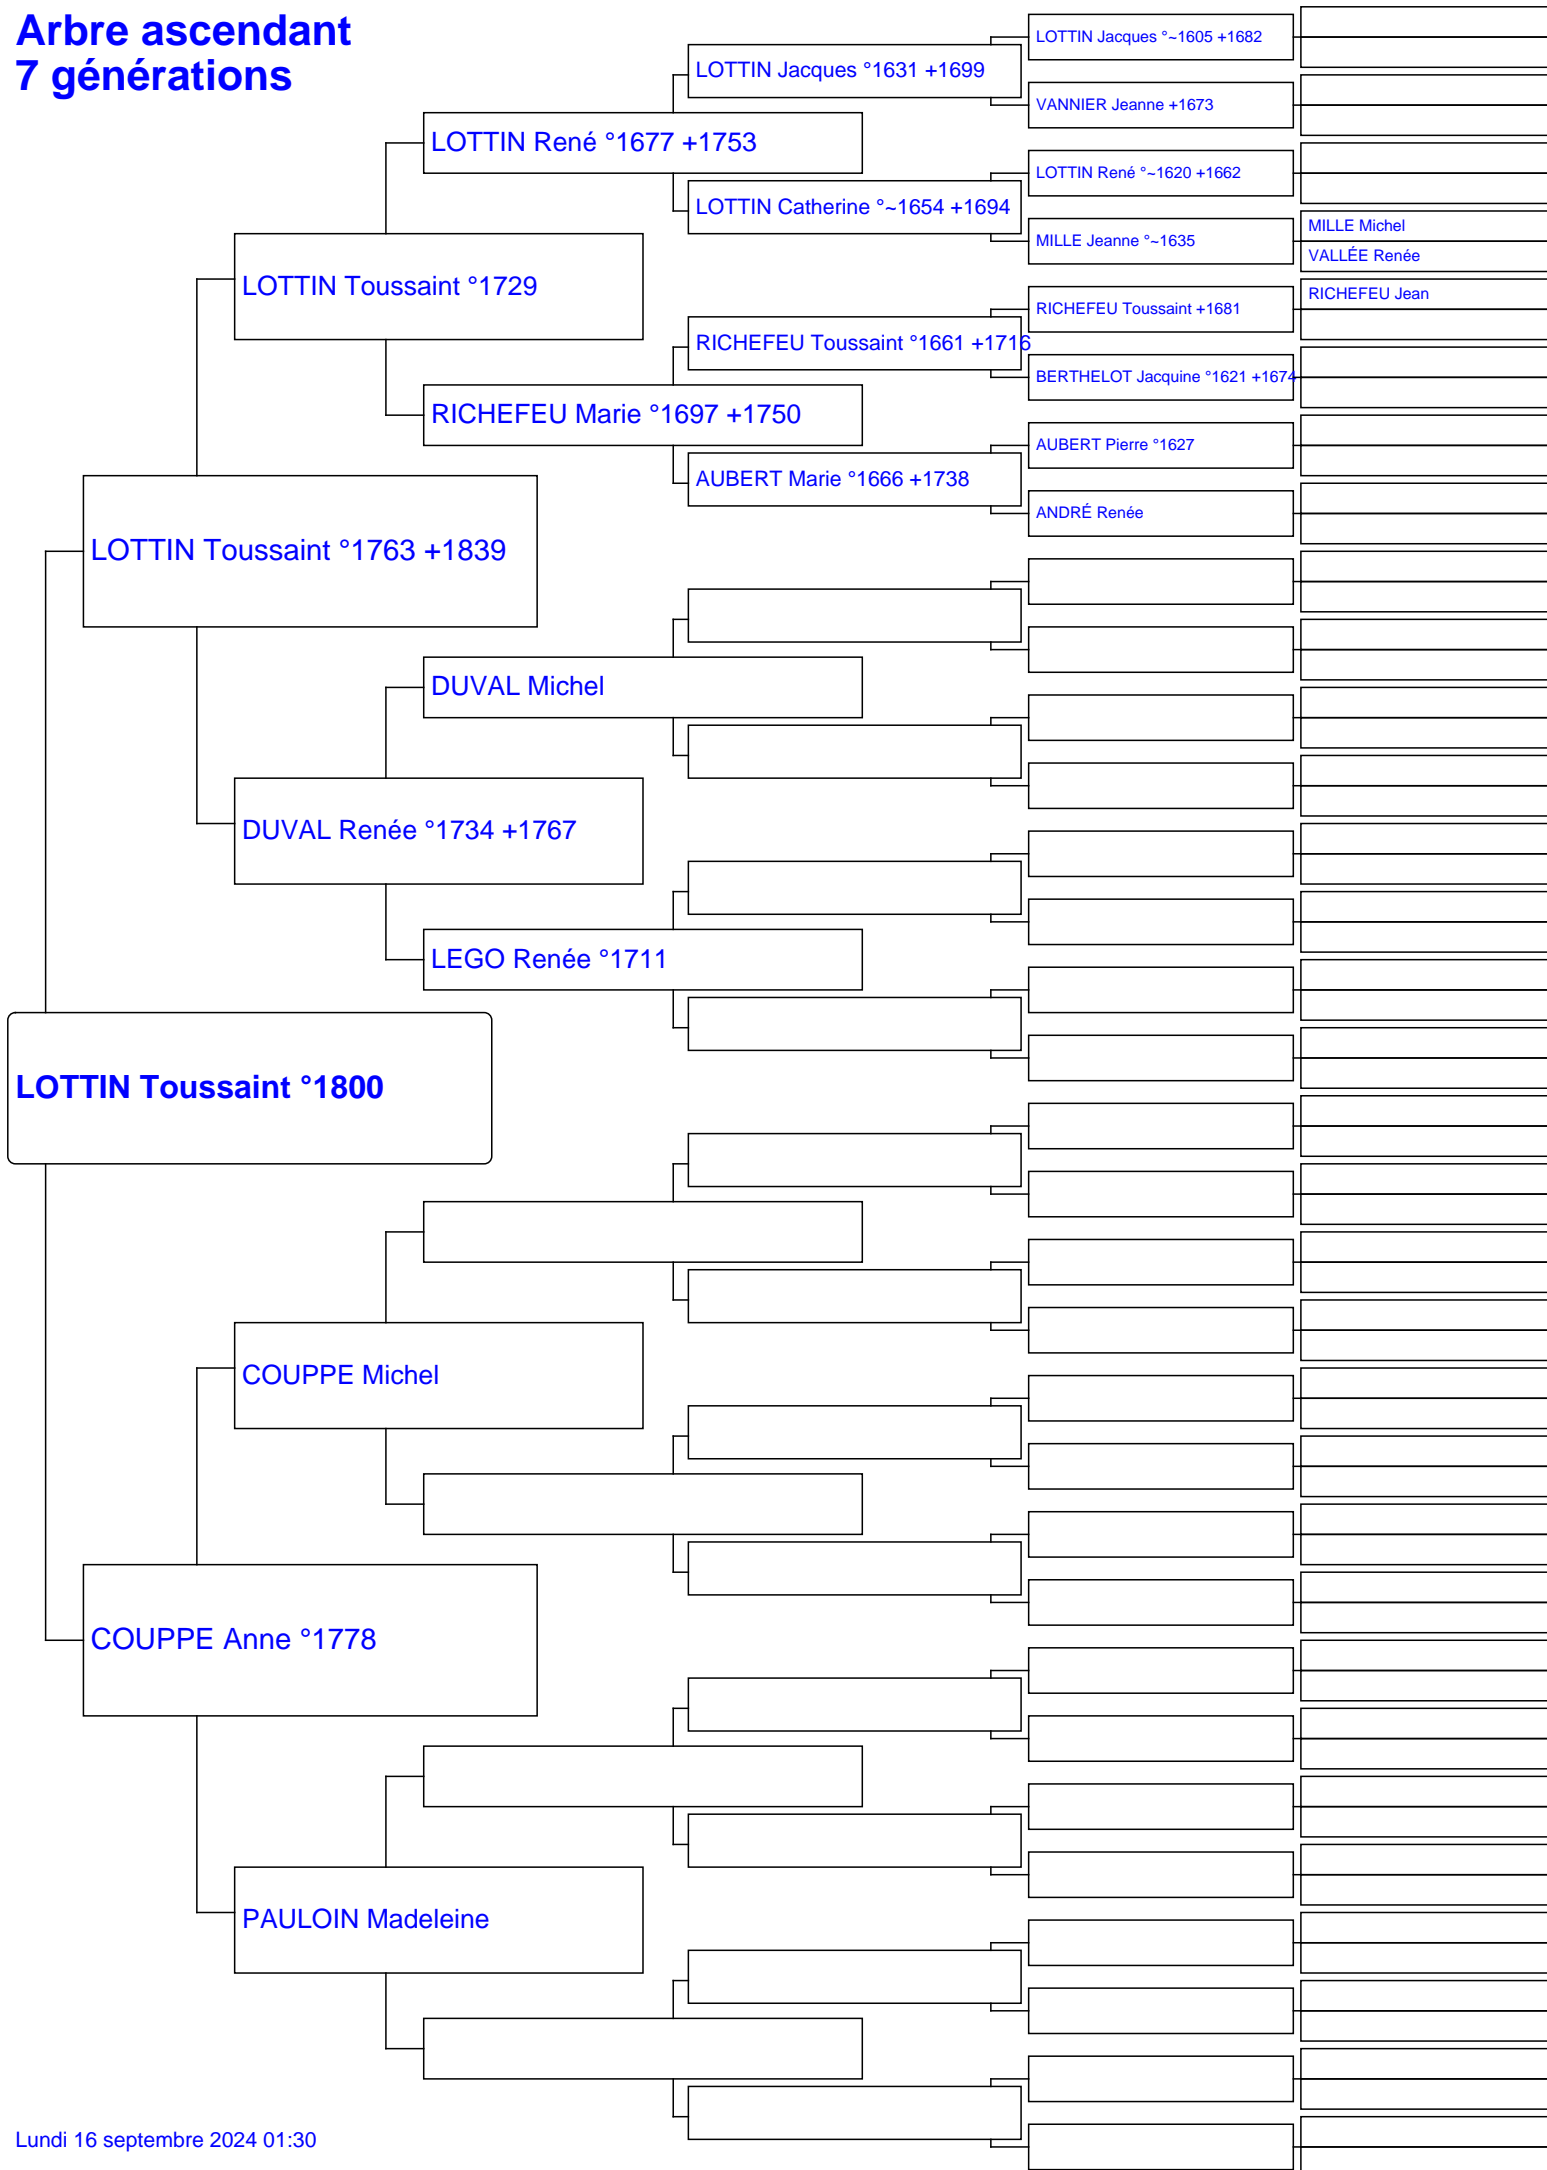 Arbre ascendant
7 générations
LOTTIN Jacques °~1605 +1682
LOTTIN Jacques °1631 +1699
VANNIER Jeanne +1673
LOTTIN René °1677 +1753
LOTTIN René °~1620 +1662
LOTTIN Catherine °~1654 +1694
MILLE Michel
MILLE Jeanne °~1635
VALLÉE Renée
LOTTIN Toussaint °1729
RICHEFEU Jean
RICHEFEU Toussaint +1681
RICHEFEU Toussaint °1661 +1716
BERTHELOT Jacquine °1621 +1674
RICHEFEU Marie °1697 +1750
AUBERT Pierre °1627
AUBERT Marie °1666 +1738
ANDRÉ Renée
LOTTIN Toussaint °1763 +1839
DUVAL Michel
DUVAL Renée °1734 +1767
LEGO Renée °1711
LOTTIN Toussaint °1800
COUPPE Michel
COUPPE Anne °1778
PAULOIN Madeleine
Lundi 16 septembre 2024 01:30